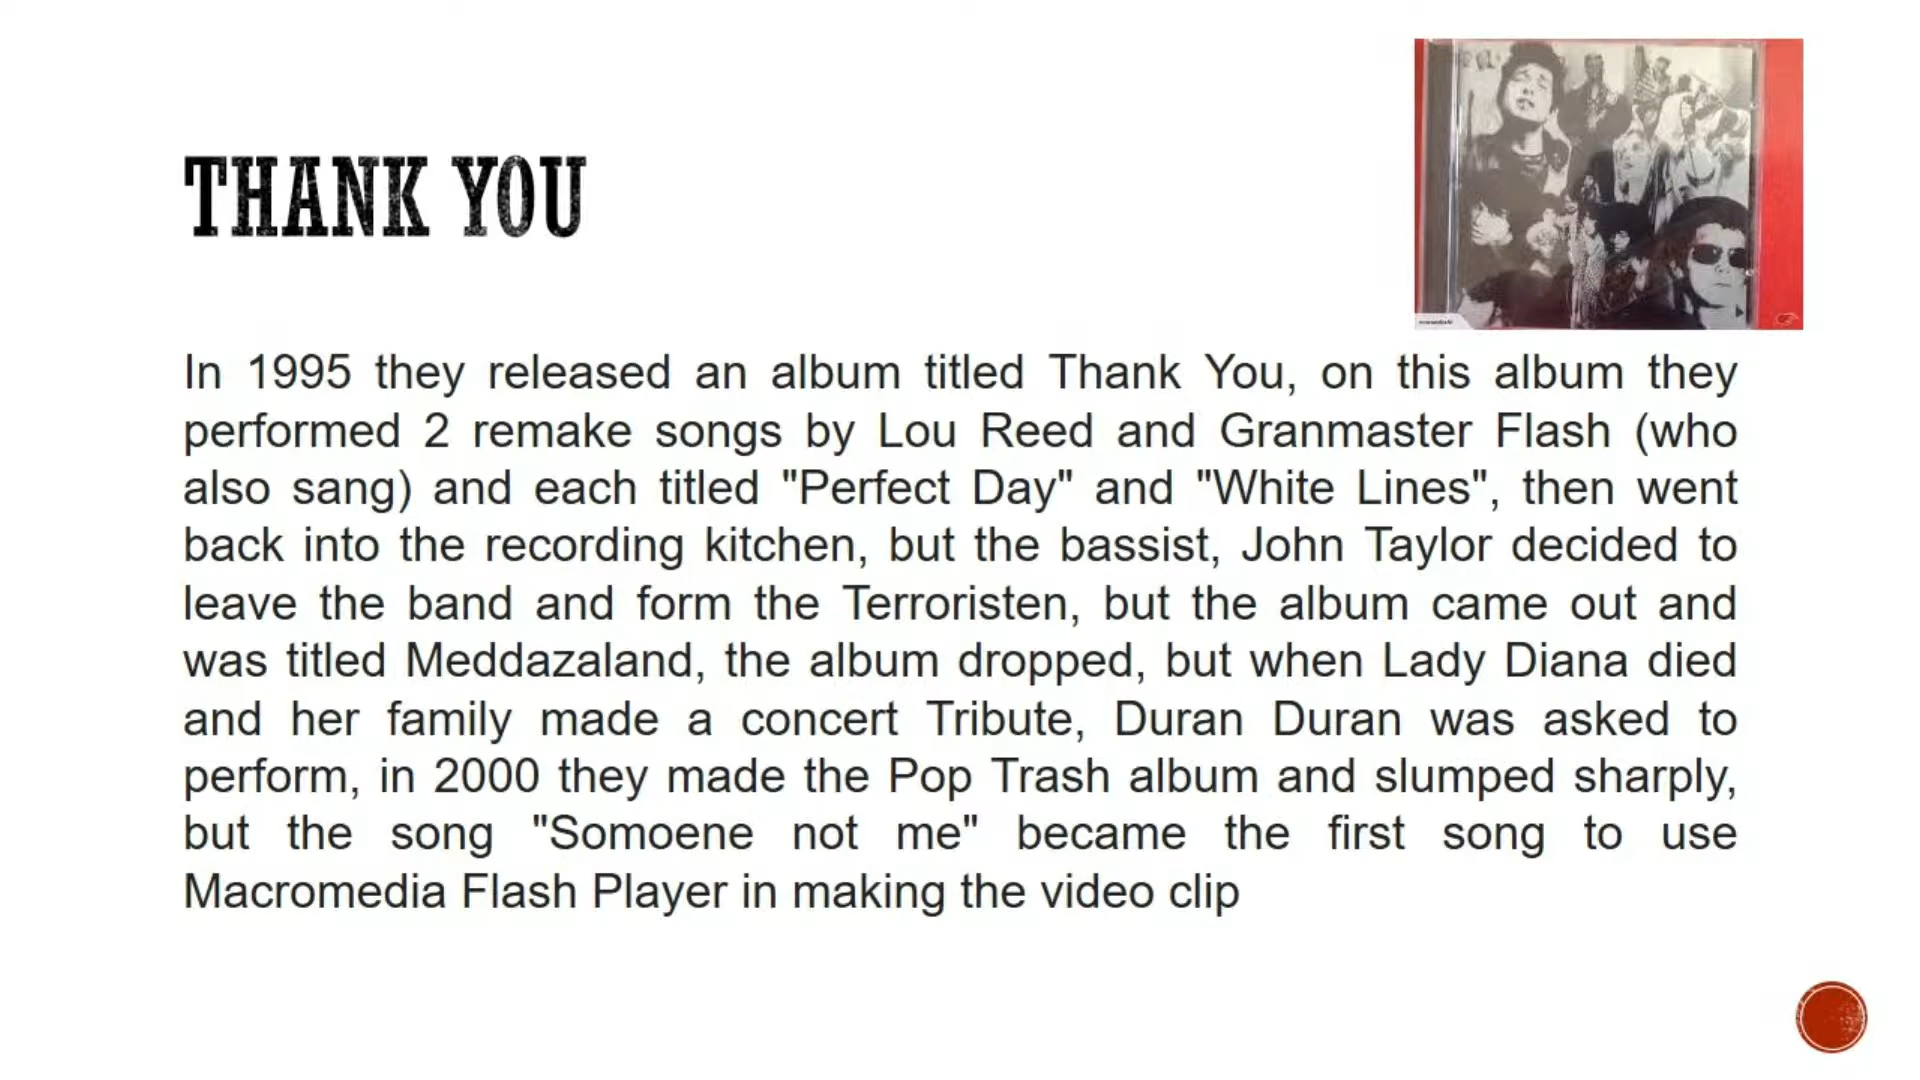 THANK YOU
In 1995 they released an album titled Thank You, on this album they
performed 2 remake songs by Lou Reed and Granmaster Flash (who
also sang) and each titled "Perfect Day" and "White Lines", then went
back into the recording kitchen, but the bassist, John Taylor decided to
leave the band and form the Terroristen, but the album came out and
was titled Meddazaland, the album dropped, but when Lady Diana died
and her family made a concert Tribute, Duran Duran was asked to
perform, in 2000 they made the Pop Trash album and slumped sharply,
but the song "Somoene not me" became the first song to use
Macromedia Flash Player in making the video clip